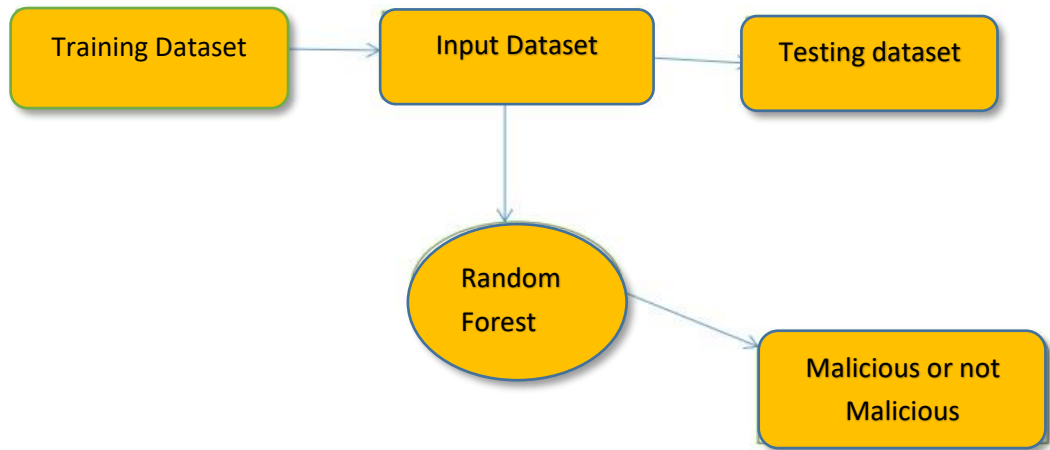 Training Dataset
Input Dataset
Testing dataset
Random
Forest
Malicious or not
Malicious